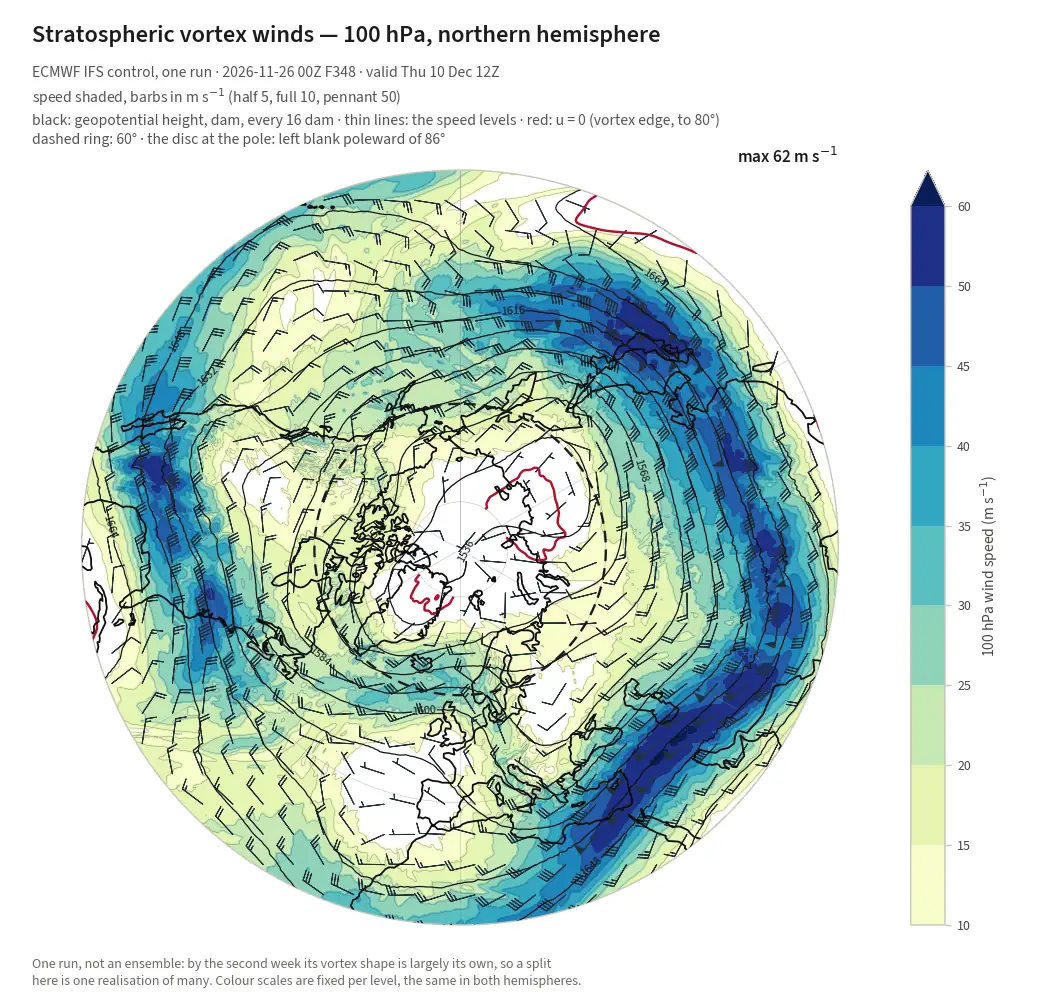 Stratospheric vortex winds — 100 hPa, northern hemisphere
ECMWF IFS control, one run · 2026-11-26 00Z F348 · valid Thu 10 Dec 12Z
speed shaded, barbs in m s⁻¹ (half 5, full 10, pennant 50)
black: geopotential height, dam, every 16 dam · thin lines: the speed levels · red: u = 0 (vortex edge, to 80°)
dashed ring: 60° · the disc at the pole: left blank poleward of 86°
max 62 m s⁻¹
60
50
45
40
35
30
25
20
15
10
100 hPa wind speed (m s⁻¹)
1616
1568
1536
1584
1600
1648
One run, not an ensemble: by the second week its vortex shape is largely its own, so a split
here is one realisation of many. Colour scales are fixed per level, the same in both hemispheres.